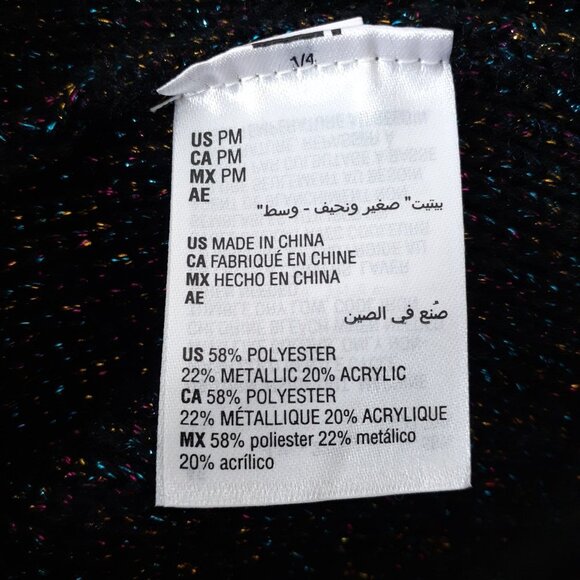 1/4
US PM
CA PM
MX PM
AE
بيتيت" صغير ونحيف - وسط"
US MADE IN CHINA
CA FABRIQUÉ EN CHINE
MX HECHO EN CHINA
AE
صُنع في الصين
US 58% POLYESTER
22% METALLIC 20% ACRYLIC
CA 58% POLYESTER
22% MÉTALLIQUE 20% ACRYLIQUE
MX 58% poliester 22% metálico
20% acrílico